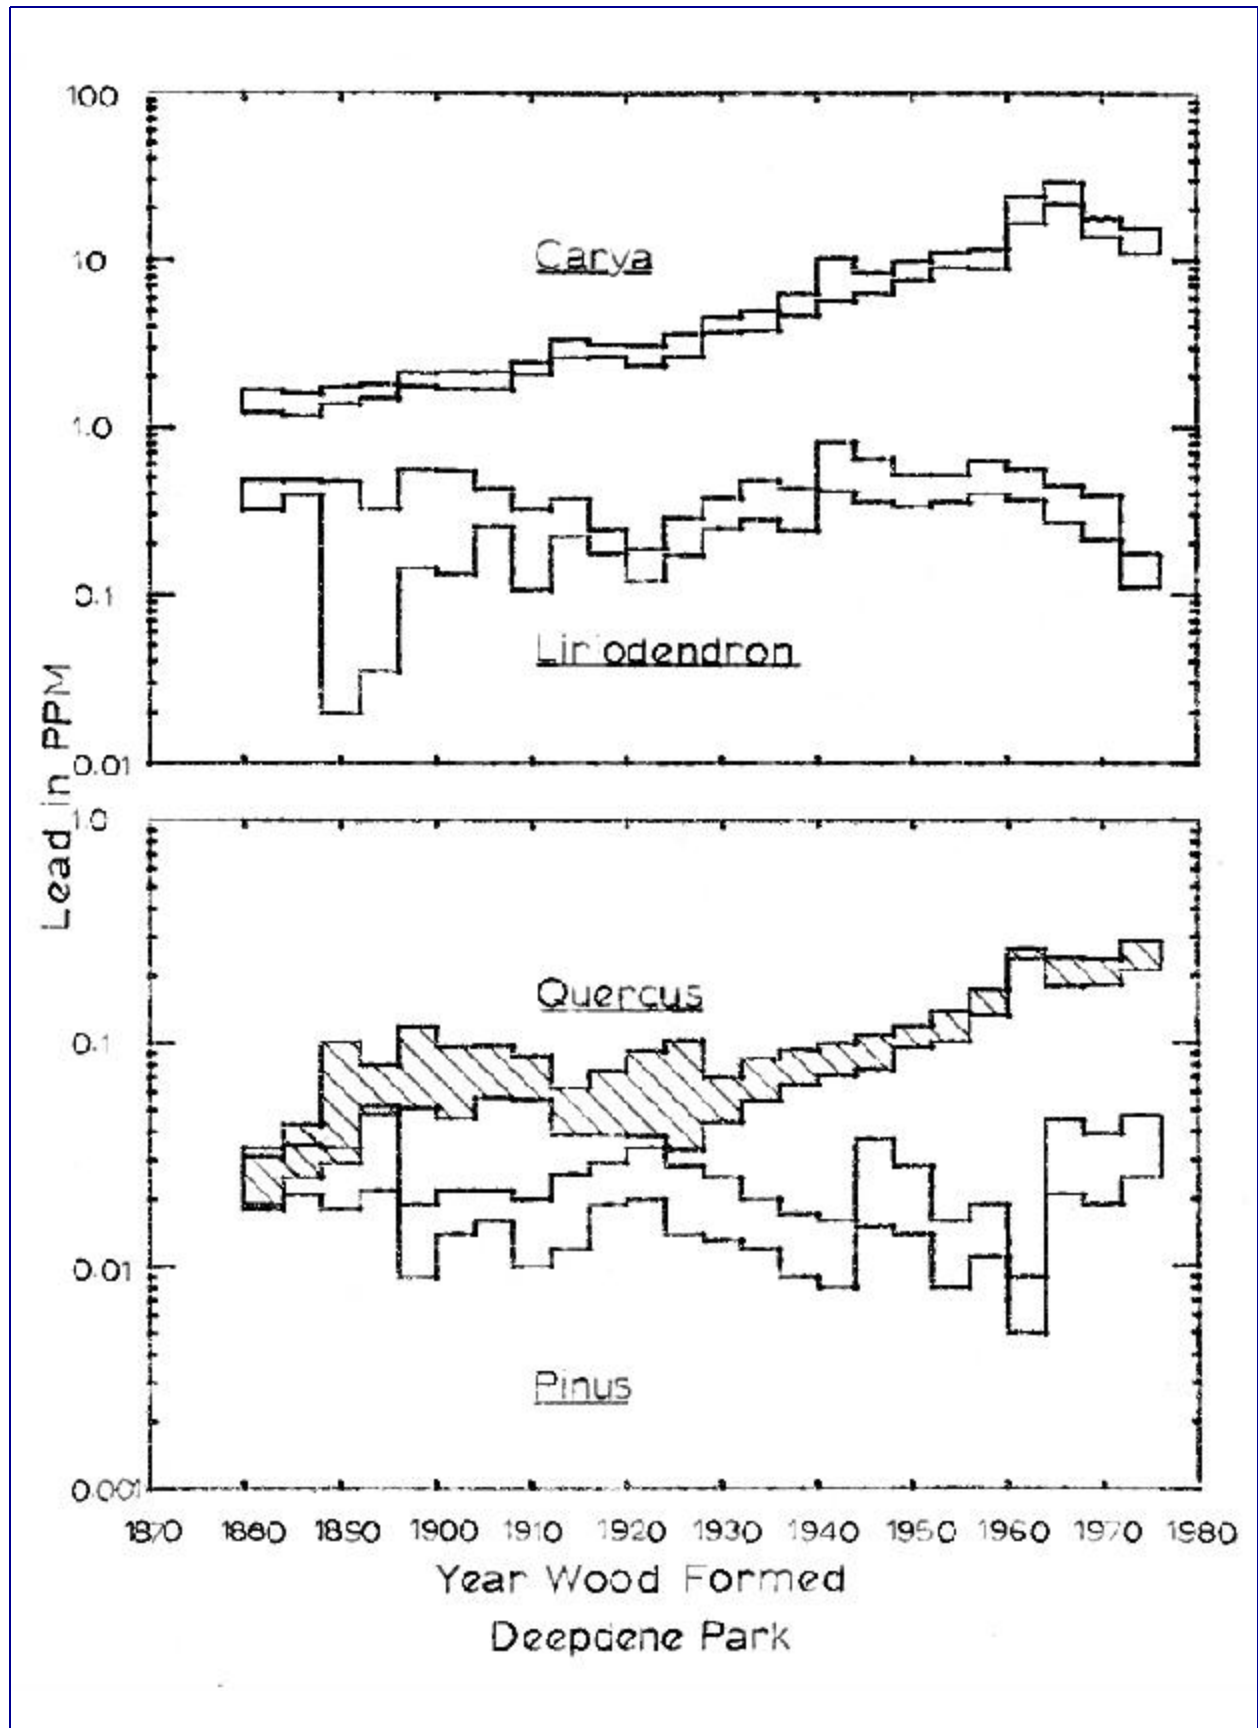 100
Carya
10
1.0
0.1
Liriodendron
0.01
Lead in PPM
1.0
Quercus
0.1
0.01
Pinus
0.001
1870 1880 1890 1900 1910 1920 1930 1940 1950 1960 1970 1980
Year Wood Formed
Deepdene Park